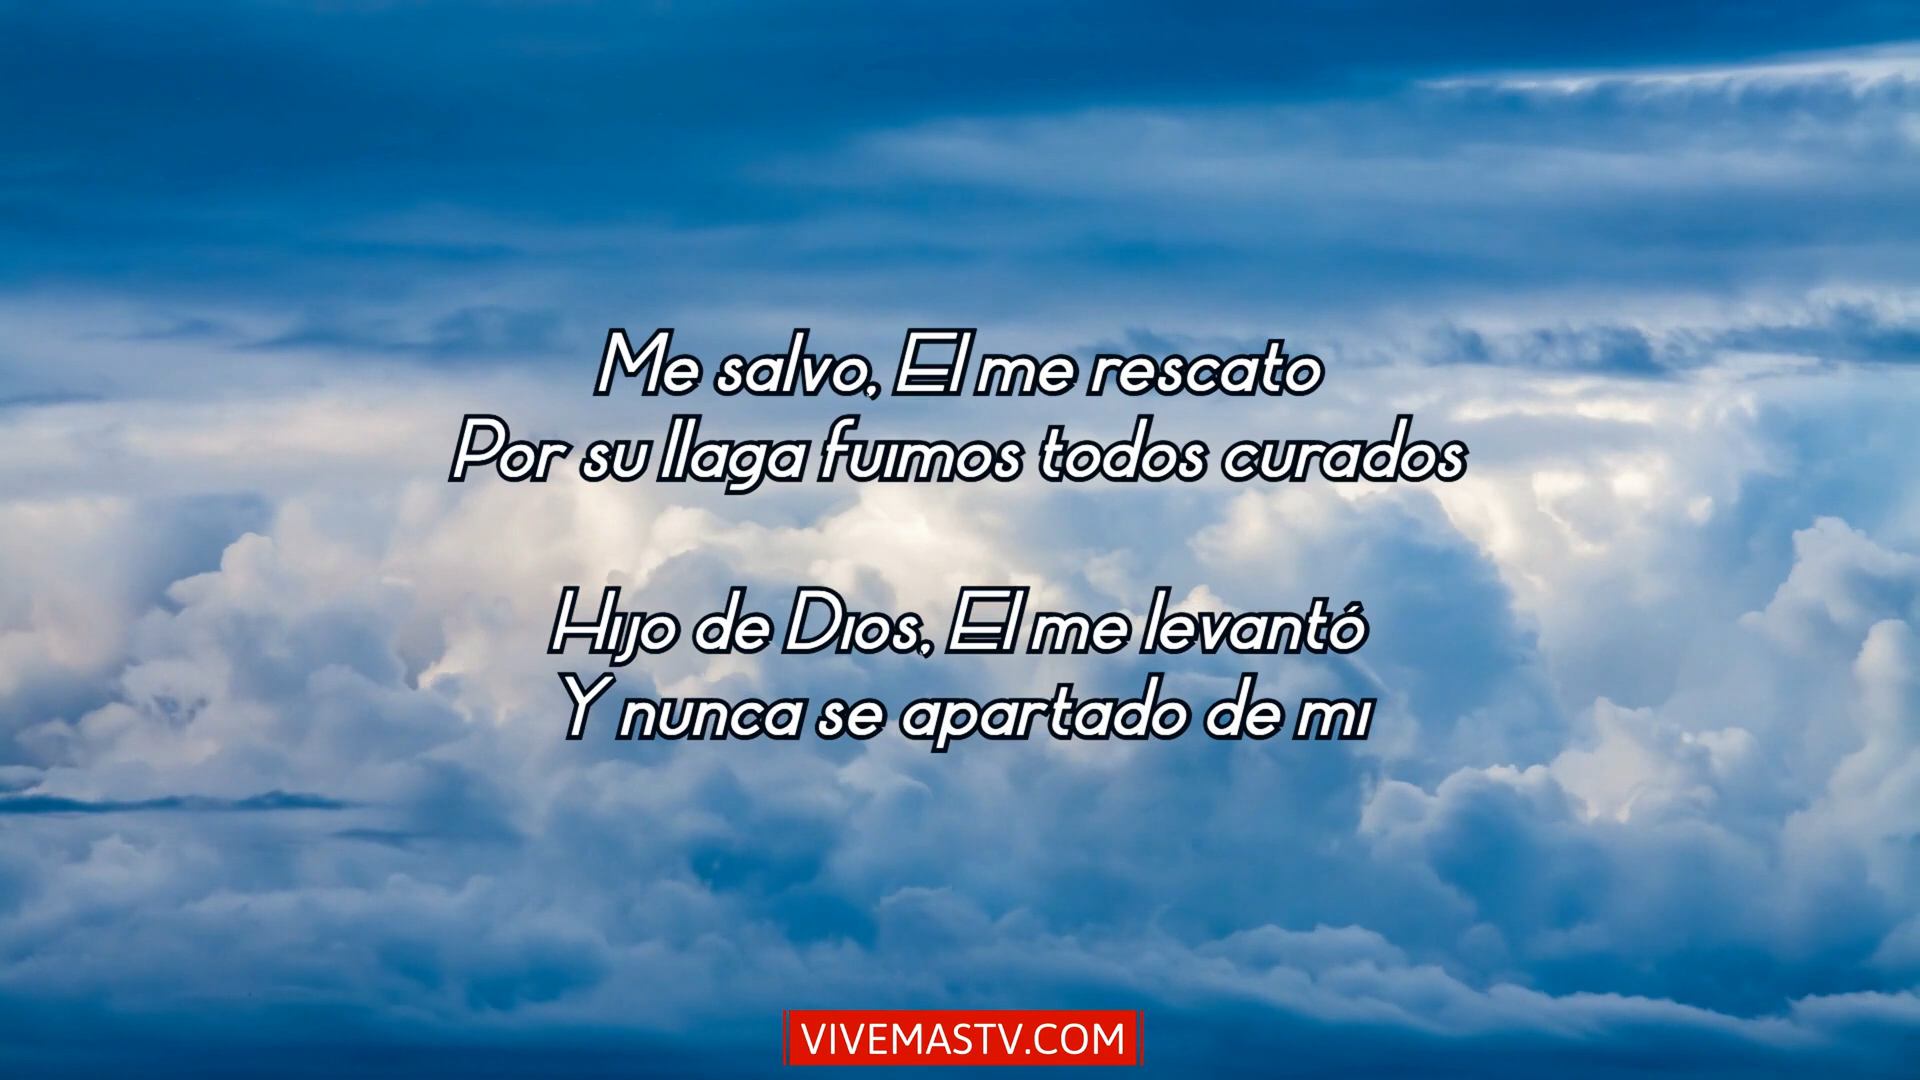 Me salvo, El me rescato
Por su llaga fuimos todos curados
Hijo de Dios, El me levantó
Y nunca se apartado de mi
VIVEMASTV.COM